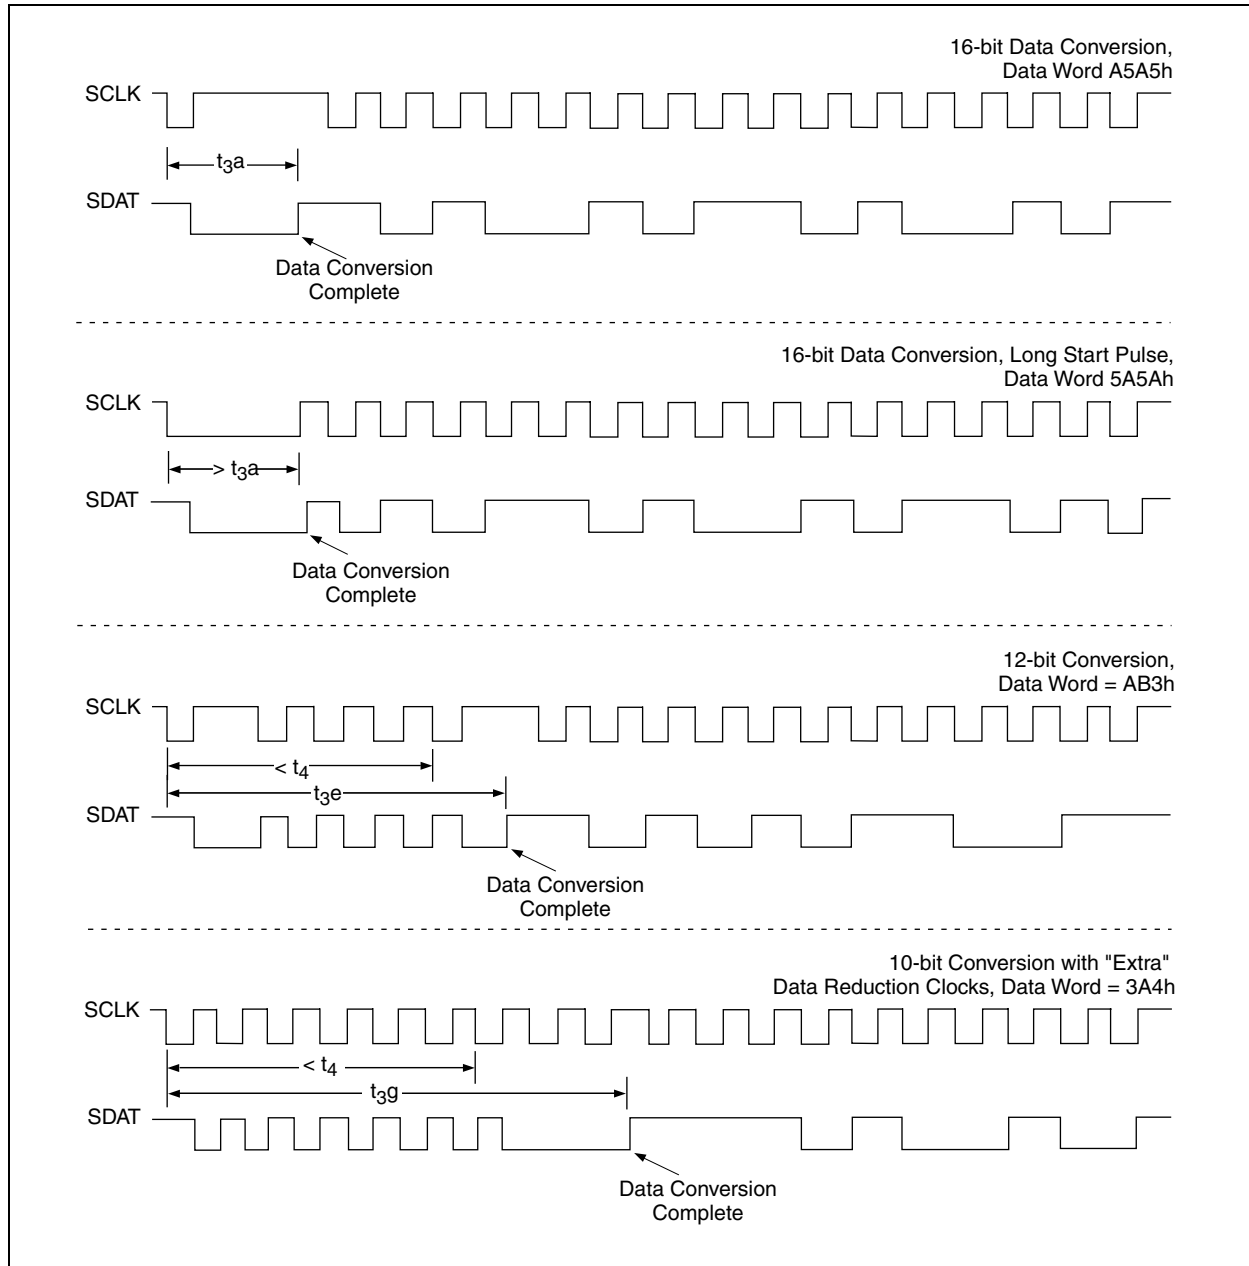 16-bit Data Conversion,
Data Word A5A5h
SCLK
t3a
SDAT
Data Conversion
Complete
16-bit Data Conversion, Long Start Pulse,
Data Word 5A5Ah
SCLK
> t3a
SDAT
Data Conversion
Complete
12-bit Conversion,
Data Word = AB3h
SCLK
< t4
t3e
SDAT
Data Conversion
Complete
10-bit Conversion with "Extra"
Data Reduction Clocks, Data Word = 3A4h
SCLK
< t4
t3g
SDAT
Data Conversion
Complete